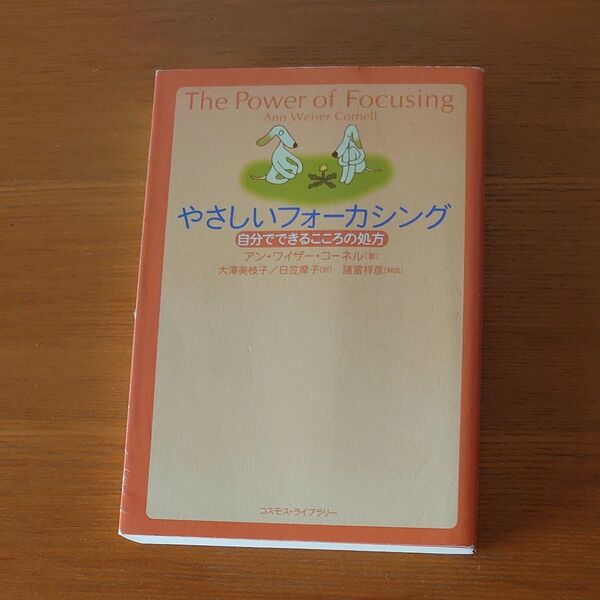 The Power of Focusing
Ann Weiser Cornell
やさしいフォーカシング
自分でできるこころの処方
アン・ワイザー・コーネル[著]
大澤美枝子/日笠摩子[訳] 諸富祥彦[解説]
コスモス・ライブラリー